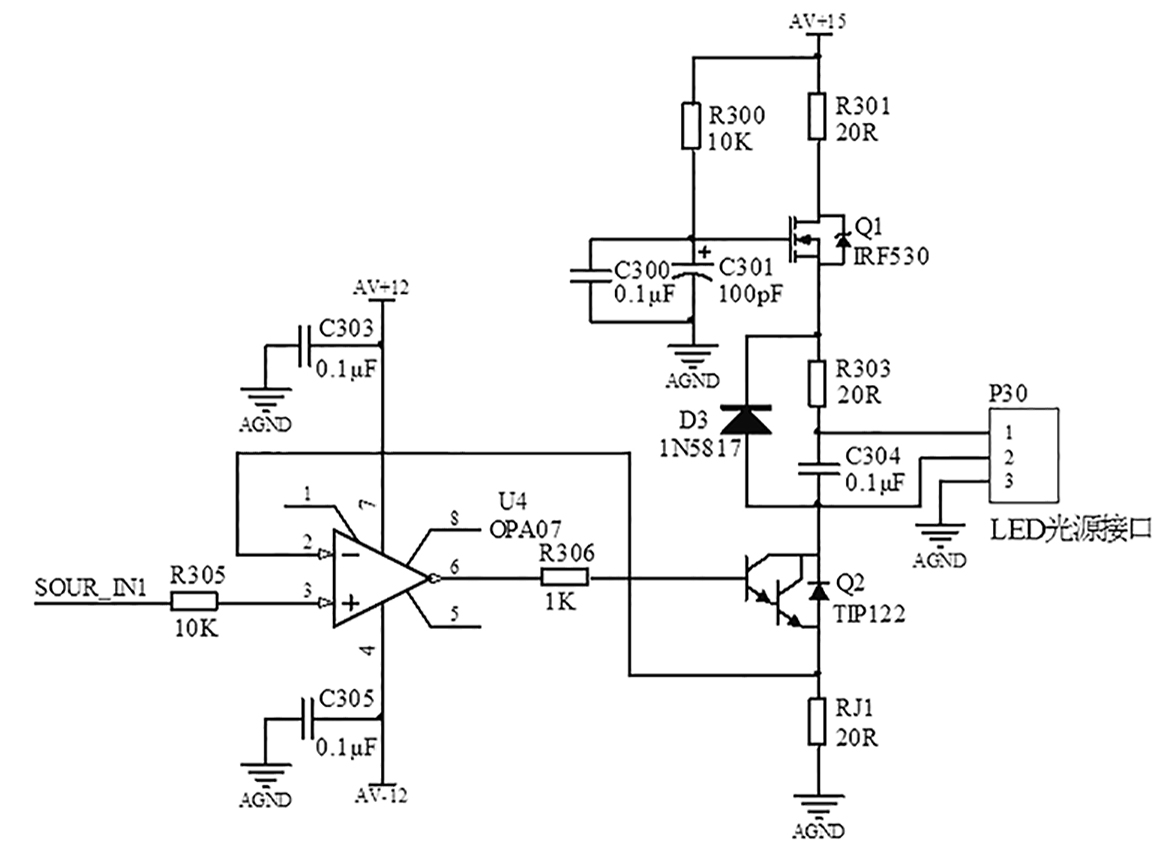 AV+15
R301
20R
R300
10K
Q1
IRF530
C300
0.1μF
+
C301
100pF
AGND
AV+12
C303
0.1μF
AGND
R303
20R
D3
1N5817
C304
0.1μF
P30
1
2
3
AGND
LED光源接口
1
7
2
8
U4
OPA07
−
6
R306
1K
Q2
TIP122
SOUR_IN1
R305
10K
3
+
5
4
C305
0.1μF
AGND
AV-12
RJ1
20R
AGND